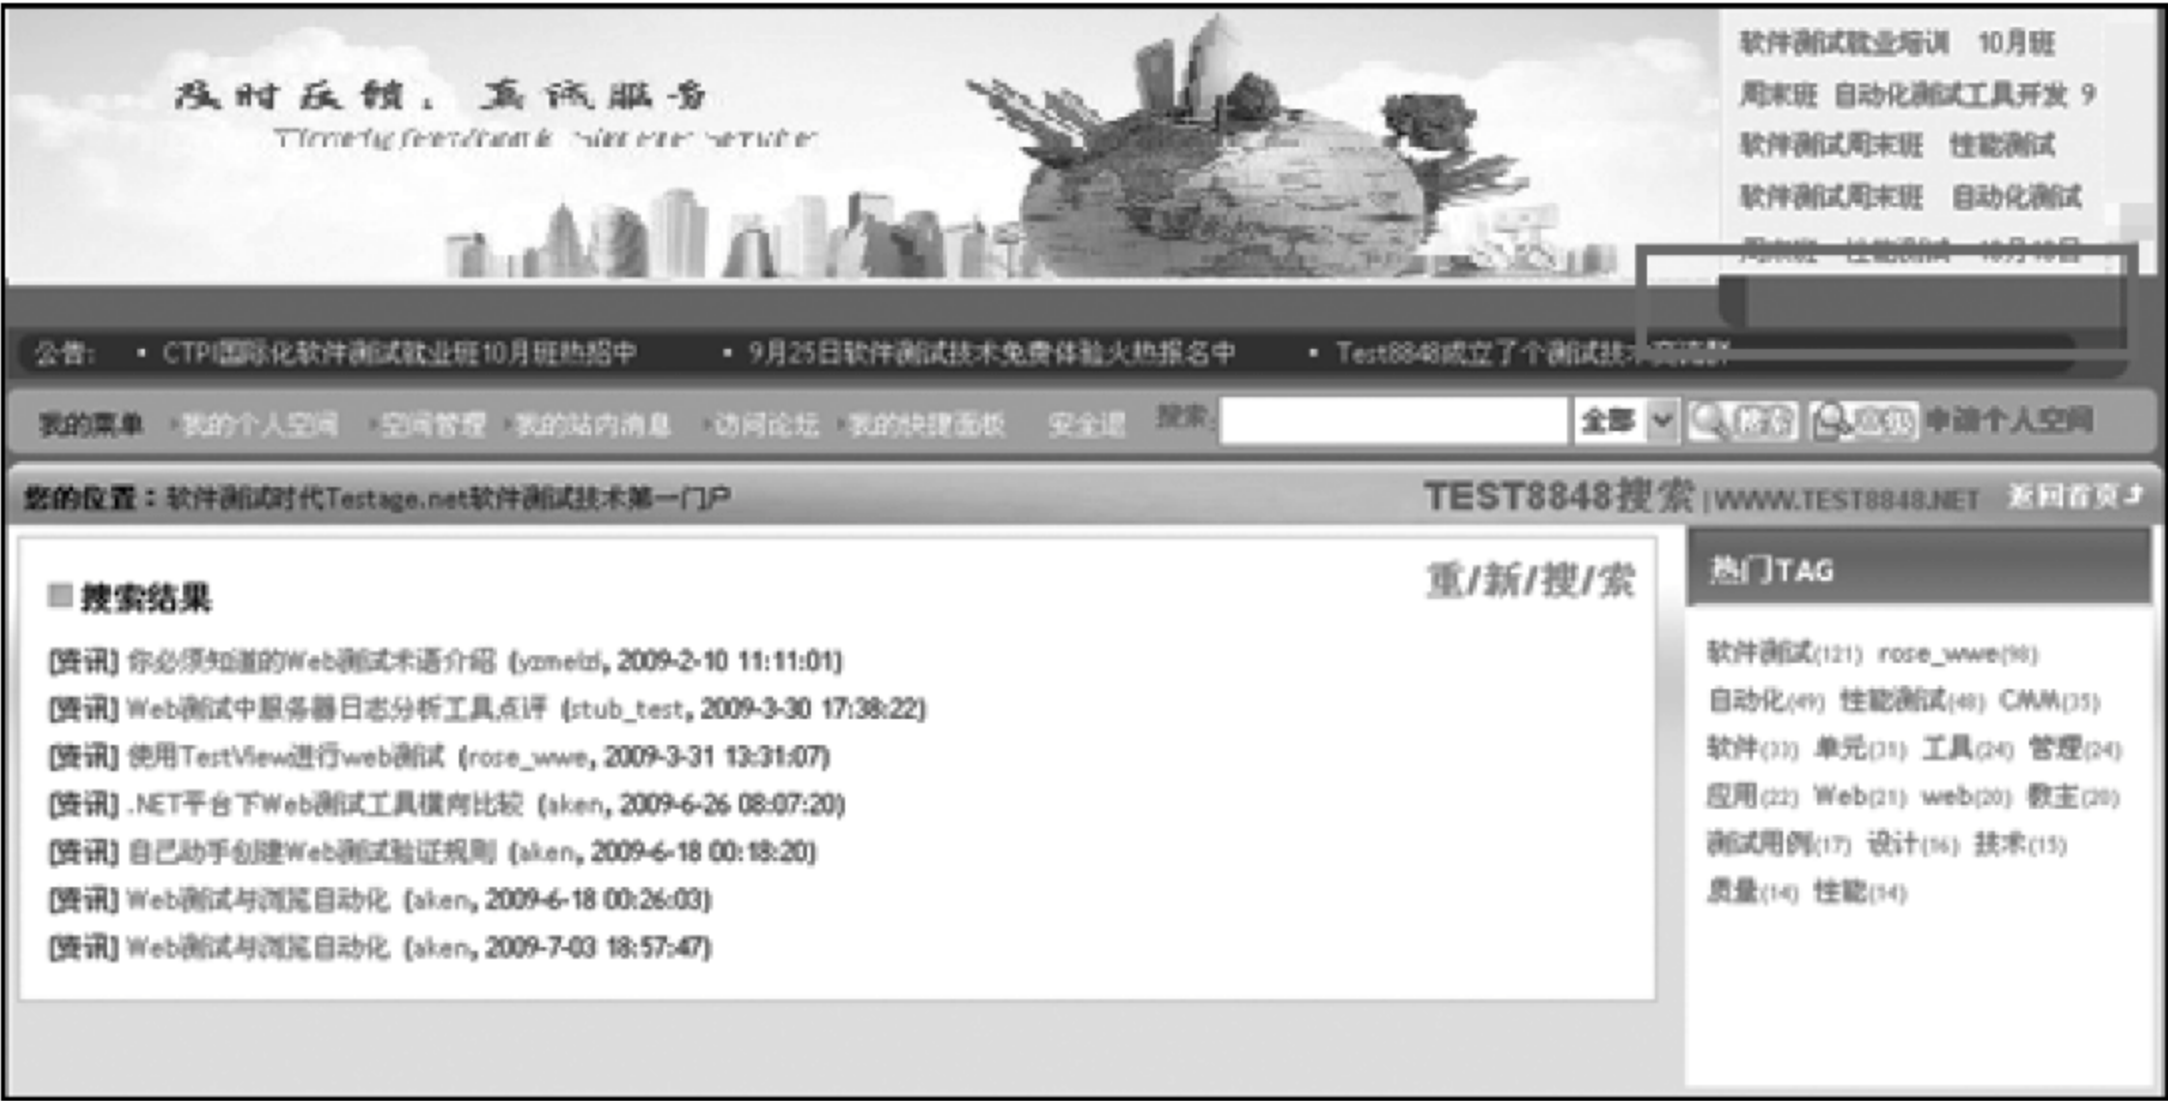 及时反馈，真诚服务
软件测试就业培训 10月班
周末班 自动化测试工具开发 9
软件测试周末班 性能测试
软件测试周末班 自动化测试
周末班 性能测试 10月10日
公告： • CTPI国际化软件测试就业班10月班热招中 • 9月25日软件测试技术免费体验火热报名中 • Test8848成立了个测试技术交流群
我的菜单 我的个人空间 空间管理 我的站内消息 访问论坛 我的快捷面板 安全退 搜索: 全部 申请个人空间
您的位置：软件测试时代Testage.net软件测试技术第一门户 TEST8848搜索 | WWW.TEST8848.NET 返回首页
搜索结果
重/新/搜/索
[资讯] 你必须知道的Web测试术语介绍 (yzmeizi, 2009-2-10 11:11:01)
[资讯] Web测试中服务器日志分析工具点评 (stub_test, 2009-3-30 17:38:22)
[资讯] 使用TestView进行web测试 (rose_wwe, 2009-3-31 13:31:07)
[资讯] .NET平台下Web测试工具横向比较 (aken, 2009-6-26 08:07:20)
[资讯] 自己动手创建Web测试验证规则 (aken, 2009-6-18 00:18:20)
[资讯] Web测试与浏览自动化 (aken, 2009-6-18 00:26:03)
[资讯] Web测试与浏览自动化 (aken, 2009-7-03 18:57:47)
热门TAG
软件测试(121) rose_wwe(98)
自动化(49) 性能测试(48) CMM(35)
软件(33) 单元(31) 工具(24) 管理(24)
应用(22) Web(21) web(20) 教主(20)
测试用例(17) 设计(16) 技术(15)
质量(14) 性能(14)